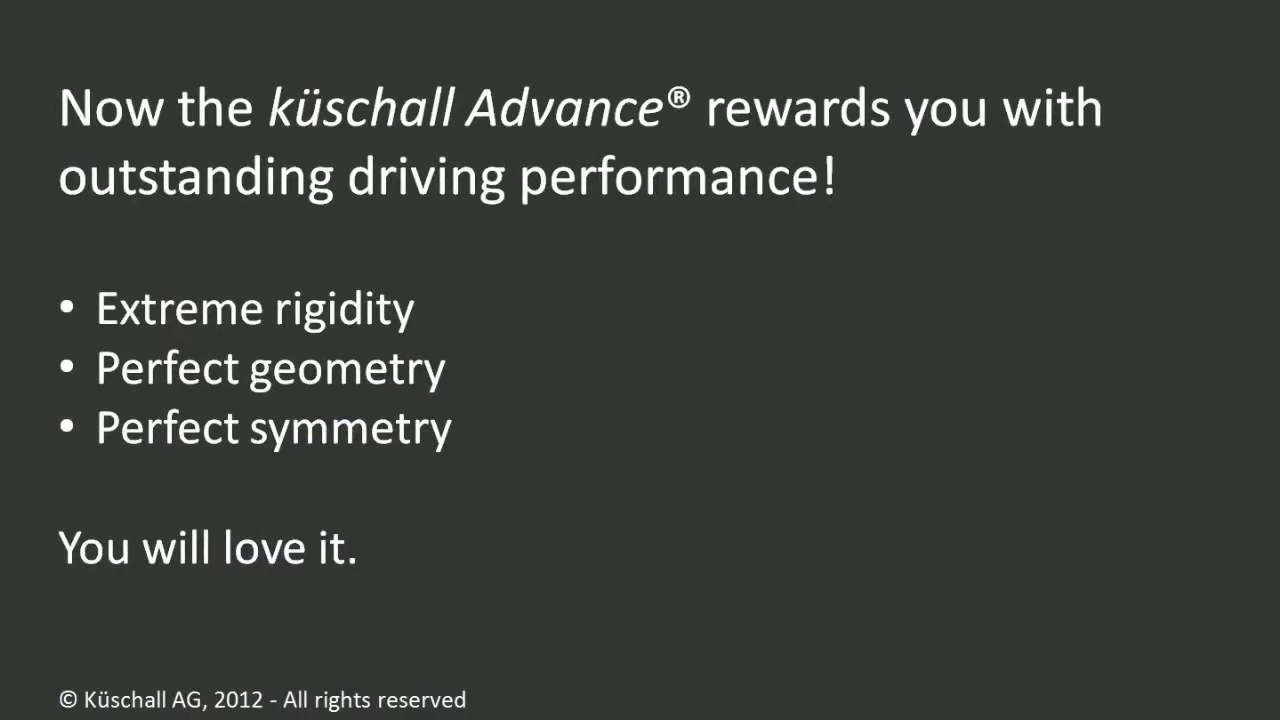 Now the küschall Advance® rewards you with
outstanding driving performance!
• Extreme rigidity
• Perfect geometry
• Perfect symmetry
You will love it.
© Küschall AG, 2012 - All rights reserved